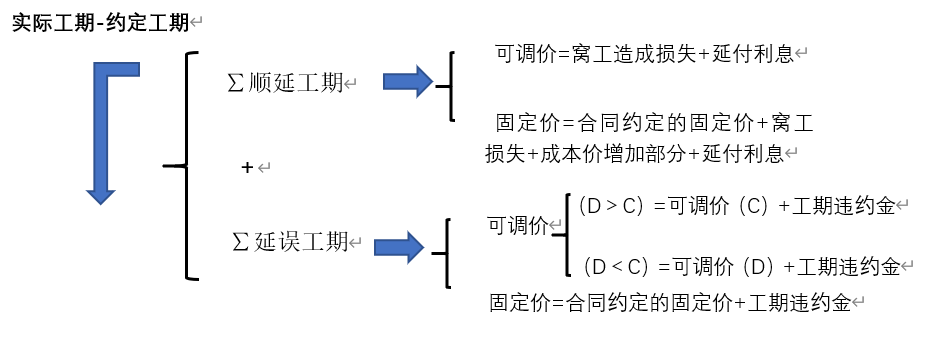 实际工期-约定工期
∑顺延工期
可调价=窝工造成损失+延付利息
固定价=合同约定的固定价+窝工
损失+成本价增加部分+延付利息
+
∑延误工期
可调价
（D＞C）=可调价（C）+工期违约金
（D＜C）=可调价（D）+工期违约金
固定价=合同约定的固定价+工期违约金